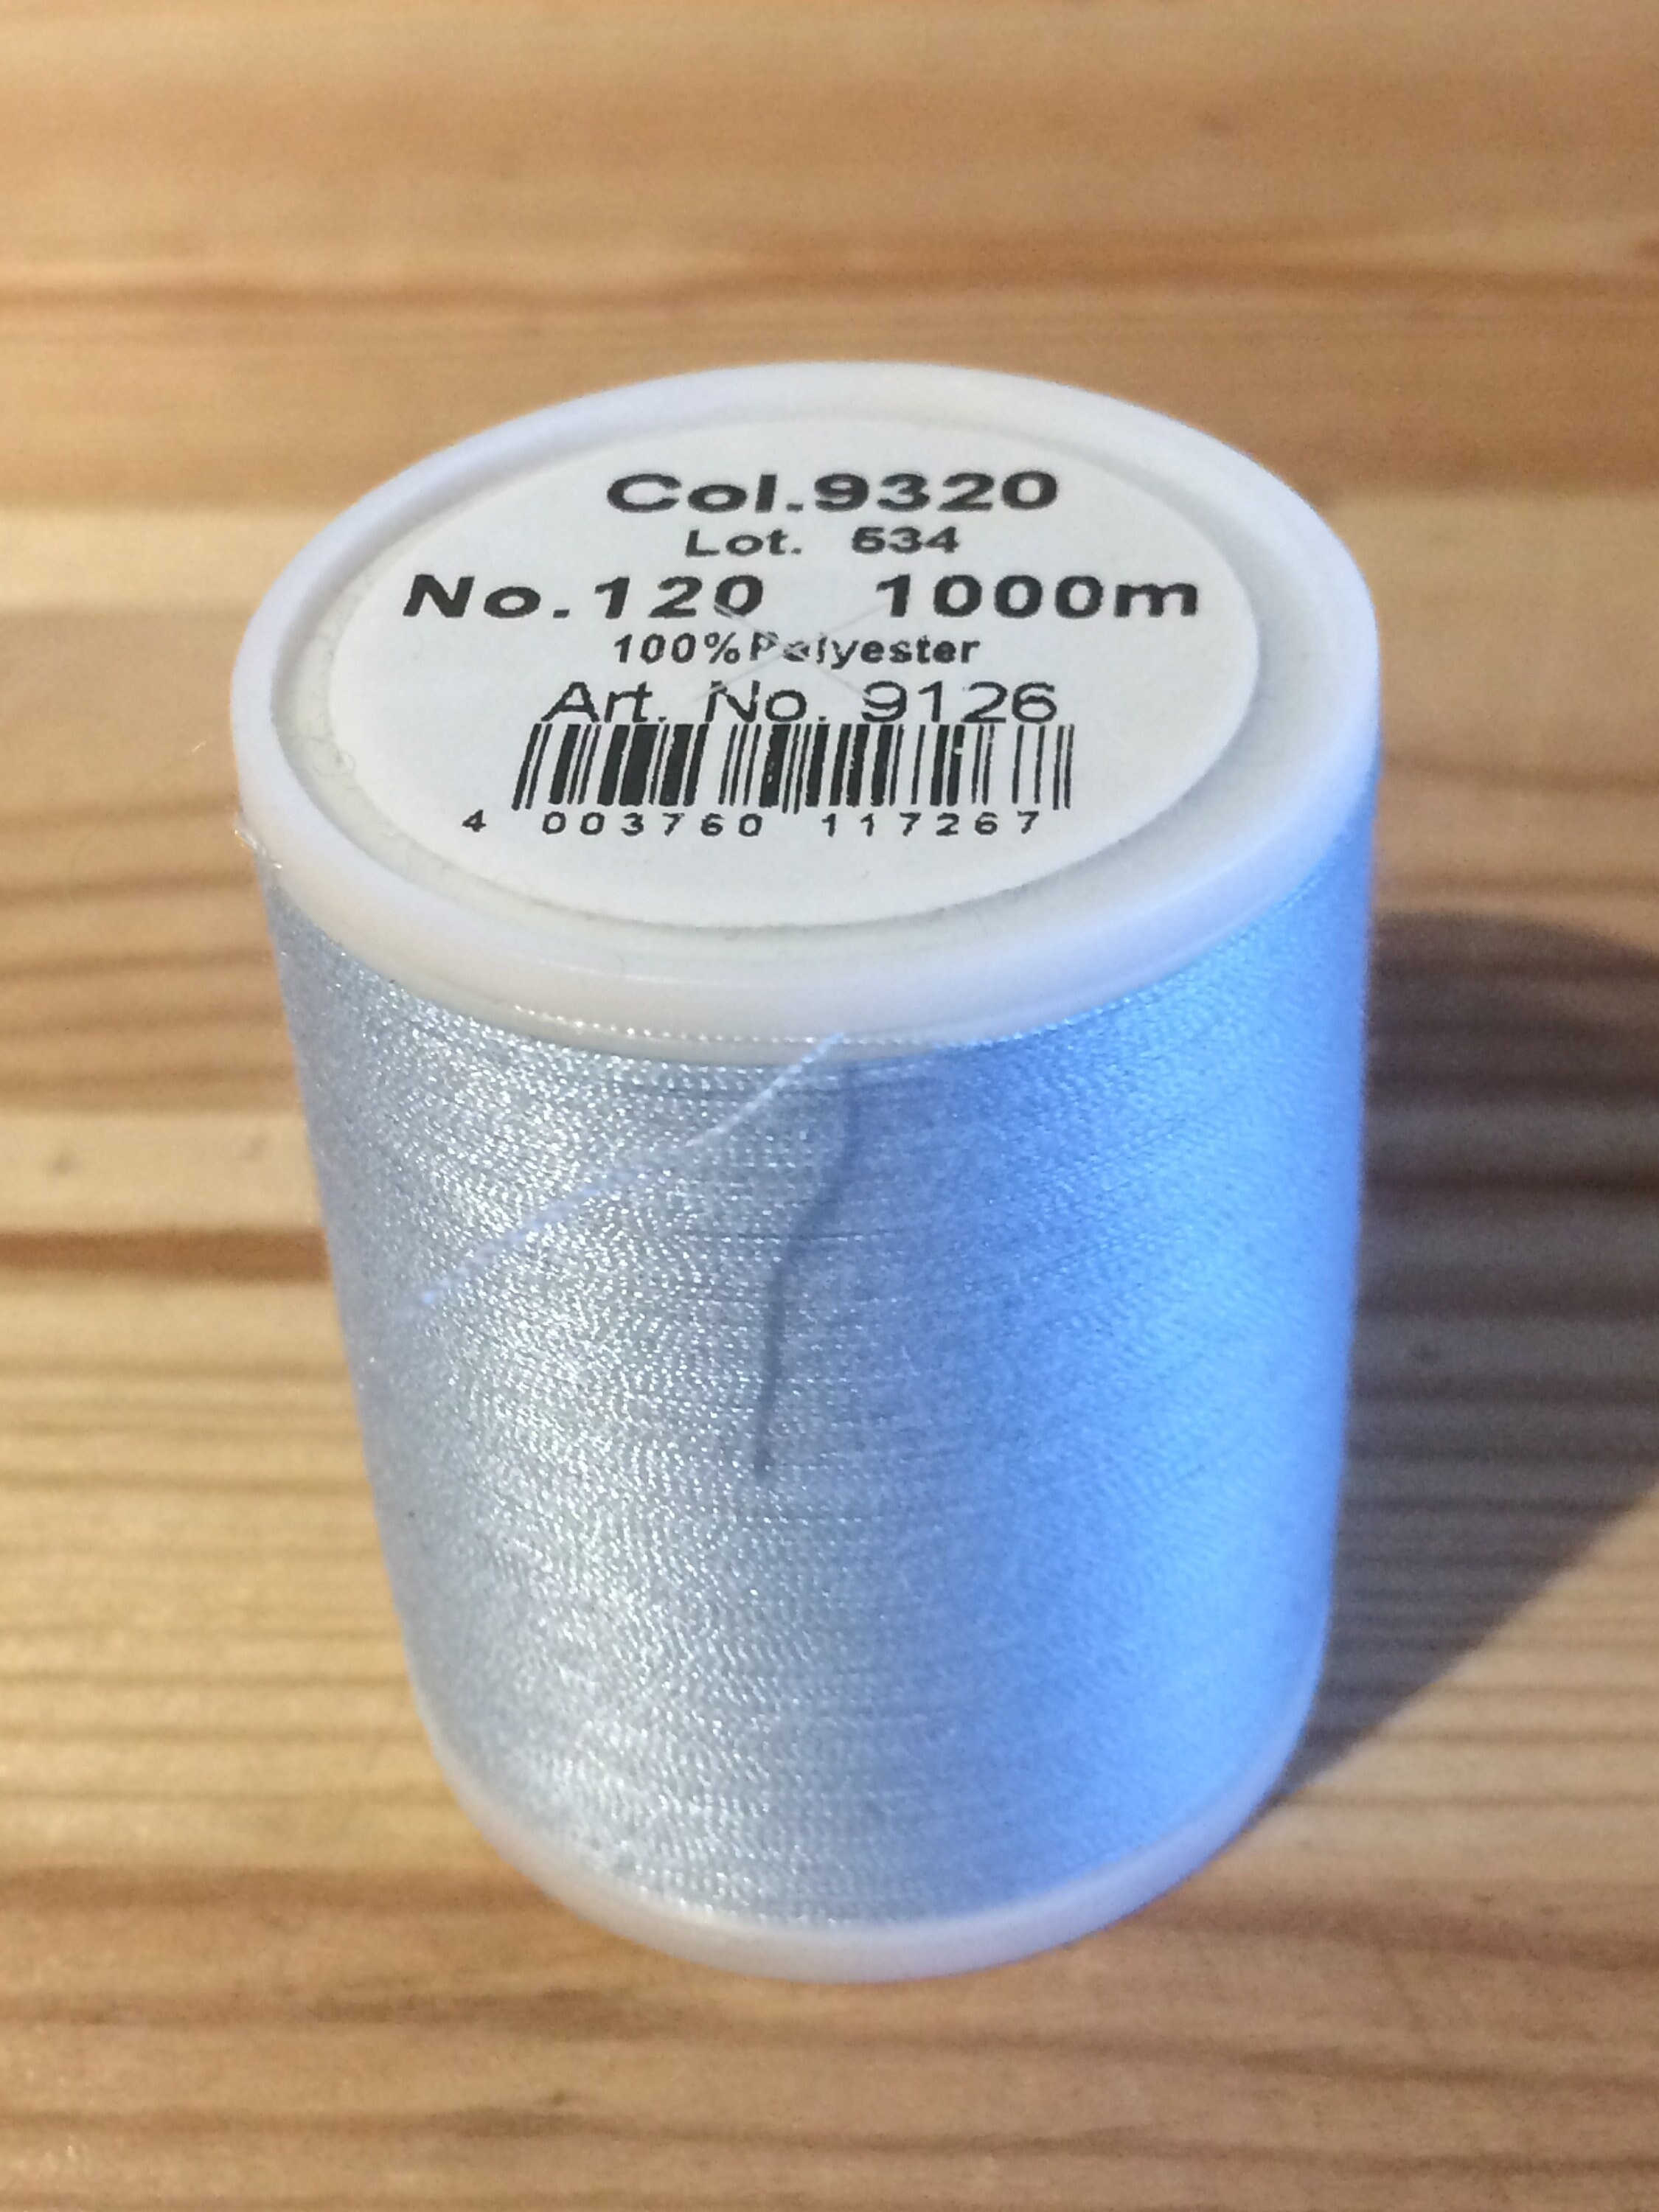 Col.9320
Lot. 534
No.120 1000m
100%Polyester
Art. No. 9126
4 003760 117267